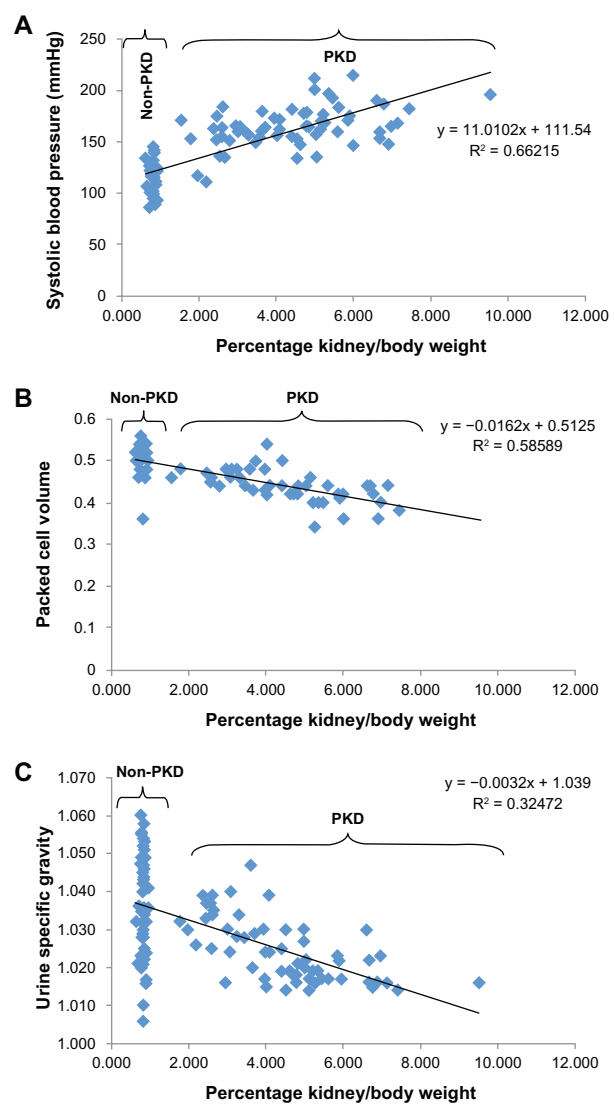 A
250
200
150
100
50
0
Systolic blood pressure (mmHg)
Non-PKD
PKD
y = 11.0102x + 111.54
R² = 0.66215
0.000 2.000 4.000 6.000 8.000 10.000 12.000
Percentage kidney/body weight
B
Non-PKD
PKD
y = −0.0162x + 0.5125
R² = 0.58589
0.6
0.5
0.4
0.3
0.2
0.1
0
Packed cell volume
0.000 2.000 4.000 6.000 8.000 10.000 12.000
Percentage kidney/body weight
C
Non-PKD
PKD
y = −0.0032x + 1.039
R² = 0.32472
1.070
1.060
1.050
1.040
1.030
1.020
1.010
1.000
Urine specific gravity
0.000 2.000 4.000 6.000 8.000 10.000 12.000
Percentage kidney/body weight